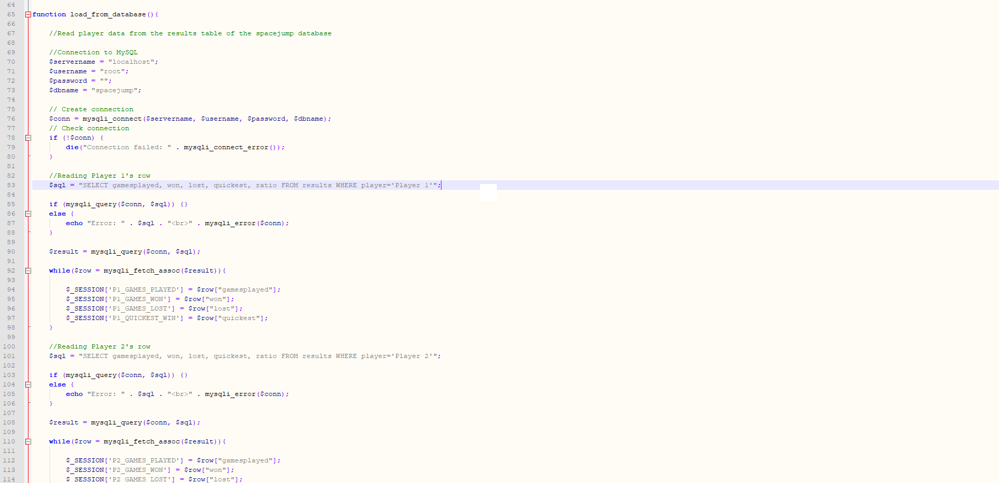 64
65 function load_from_database(){
66
67 //Read player data from the results table of the spacejump database
68
69 //Connection to MySQL
70 $servername = "localhost";
71 $username = "root";
72 $password = "";
73 $dbname = "spacejump";
74
75 // Create connection
76 $conn = mysqli_connect($servername, $username, $password, $dbname);
77 // Check connection
78 if (!$conn) {
79 die("Connection failed: " . mysqli_connect_error());
80 }
81
82 //Reading Player 1's row
83 $sql = "SELECT gamesplayed, won, lost, quickest, ratio FROM results WHERE player='Player 1'";
84
85 if (mysqli_query($conn, $sql)) {}
86 else {
87 echo "Error: " . $sql . "<br>" . mysqli_error($conn);
88 }
89
90 $result = mysqli_query($conn, $sql);
91
92 while($row = mysqli_fetch_assoc($result)){
93
94 $_SESSION['P1_GAMES_PLAYED'] = $row["gamesplayed"];
95 $_SESSION['P1_GAMES_WON'] = $row["won"];
96 $_SESSION['P1_GAMES_LOST'] = $row["lost"];
97 $_SESSION['P1_QUICKEST_WIN'] = $row["quickest"];
98 }
99
100 //Reading Player 2's row
101 $sql = "SELECT gamesplayed, won, lost, quickest, ratio FROM results WHERE player='Player 2'";
102
103 if (mysqli_query($conn, $sql)) {}
104 else {
105 echo "Error: " . $sql . "<br>" . mysqli_error($conn);
106 }
107
108 $result = mysqli_query($conn, $sql);
109
110 while($row = mysqli_fetch_assoc($result)){
111
112 $_SESSION['P2_GAMES_PLAYED'] = $row["gamesplayed"];
113 $_SESSION['P2_GAMES_WON'] = $row["won"];
114 $_SESSION['P2_GAMES_LOST'] = $row["lost"];